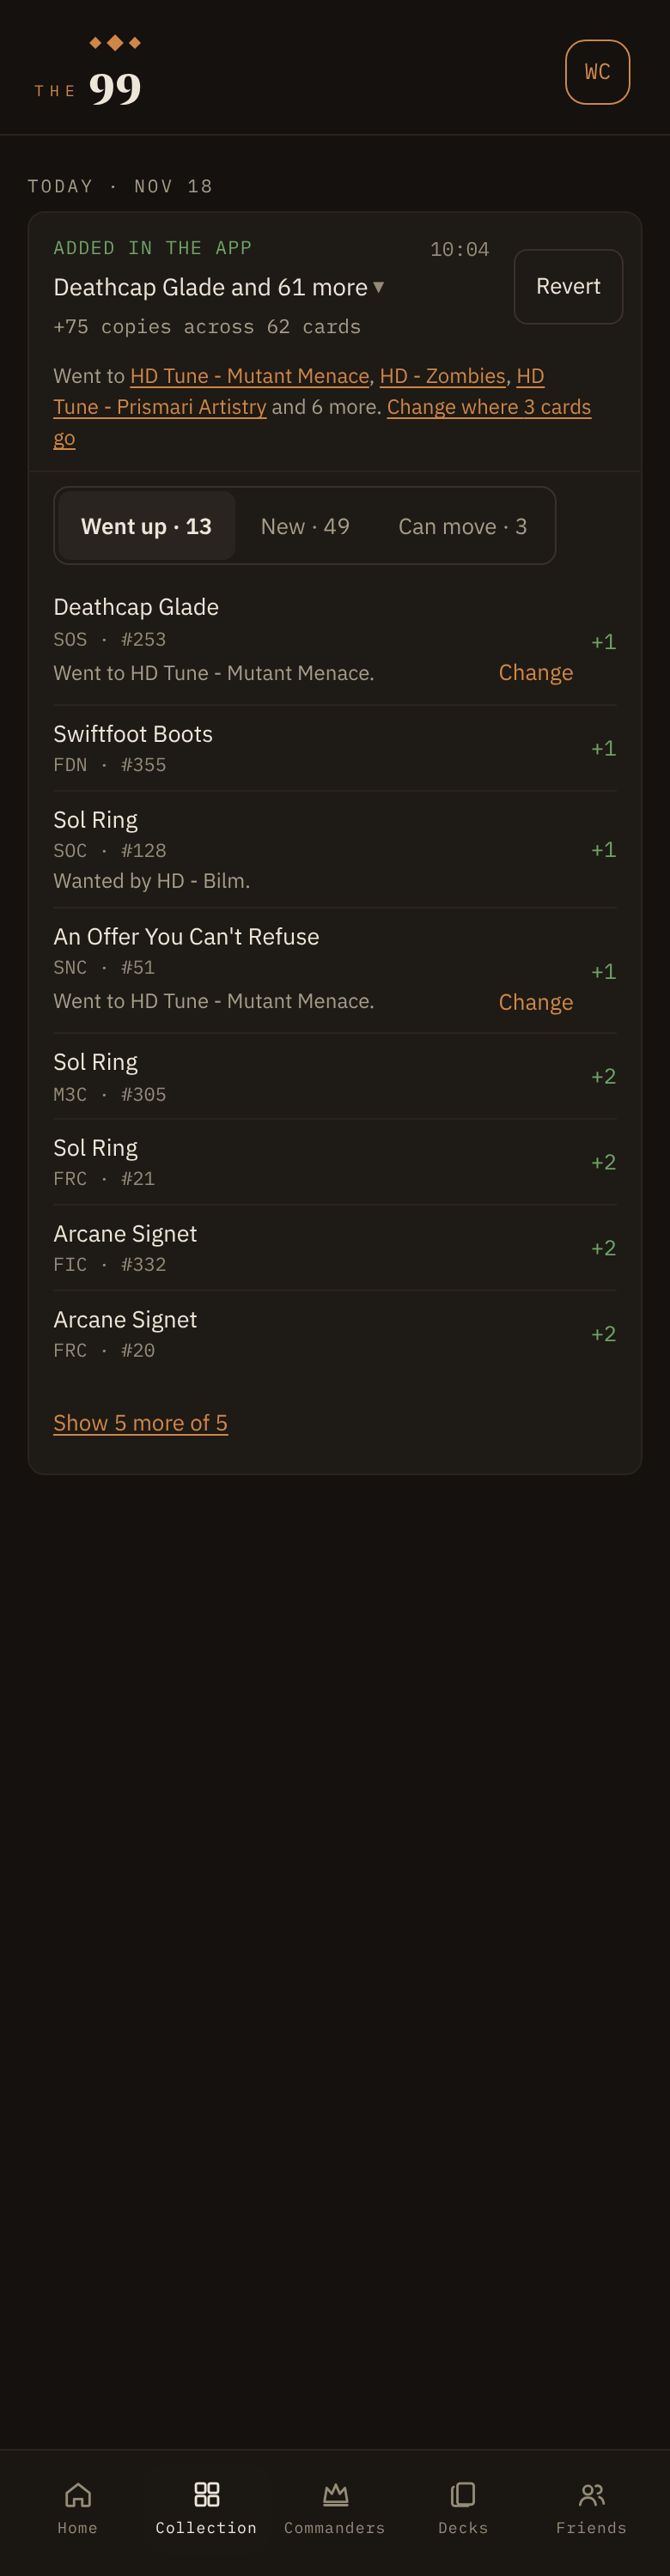 THE 99
WC
TODAY · NOV 18
ADDED IN THE APP
10:04
Deathcap Glade and 61 more ▾
Revert
+75 copies across 62 cards
Went to HD Tune - Mutant Menace, HD - Zombies, HD
Tune - Prismari Artistry and 6 more. Change where 3 cards
go
Went up · 13
New · 49
Can move · 3
Deathcap Glade
SOS · #253
+1
Went to HD Tune - Mutant Menace.
Change
Swiftfoot Boots
FDN · #355
+1
Sol Ring
SOC · #128
+1
Wanted by HD - Bilm.
An Offer You Can't Refuse
SNC · #51
+1
Went to HD Tune - Mutant Menace.
Change
Sol Ring
M3C · #305
+2
Sol Ring
FRC · #21
+2
Arcane Signet
FIC · #332
+2
Arcane Signet
FRC · #20
+2
Show 5 more of 5
Home
Collection
Commanders
Decks
Friends